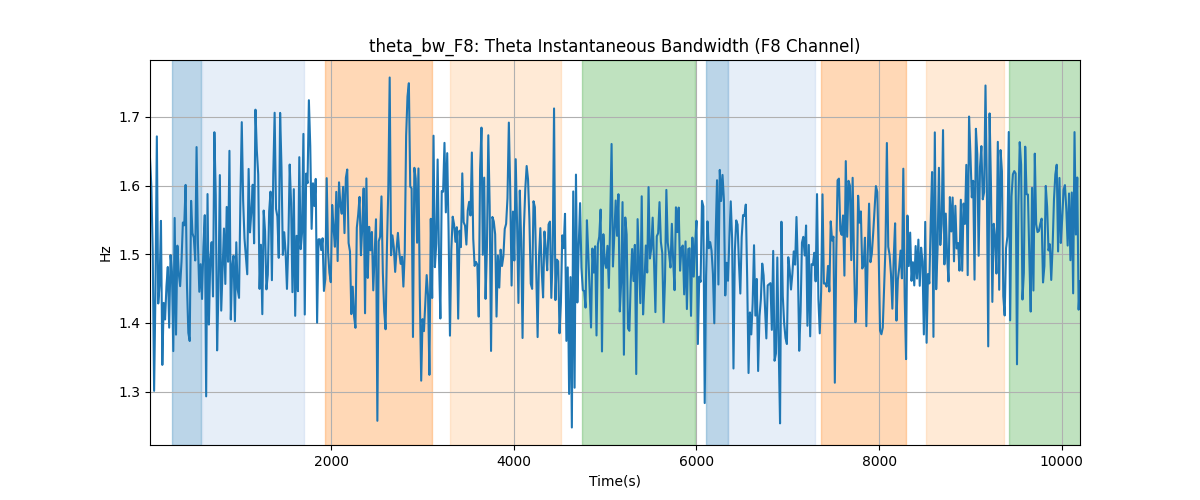 theta_bw_F8: Theta Instantaneous Bandwidth (F8 Channel)
Hz
1.7
1.6
1.5
1.4
1.3
2000 4000 6000 8000 10000
Time(s)